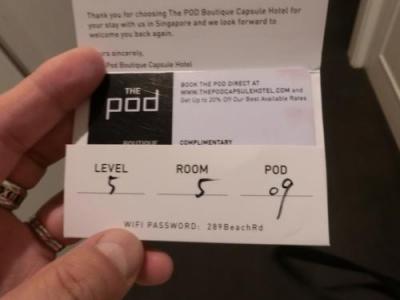 Thank you for choosing The POD Boutique Capsule Hotel for
your stay with us in Singapore and we look forward to
welcome you back again.
sincerely,
Pod Boutique Capsule Hotel
THE
pod
BOUTIQUE
BOOK THE POD DIRECT AT
WWW.THEPODCAPSULEHOTEL.COM and
Get Up to 20% Off Our Best Available Rates
COMPLIMENTARY
LEVEL ROOM POD
5 5 09
WIFI PASSWORD: 289BeachRd